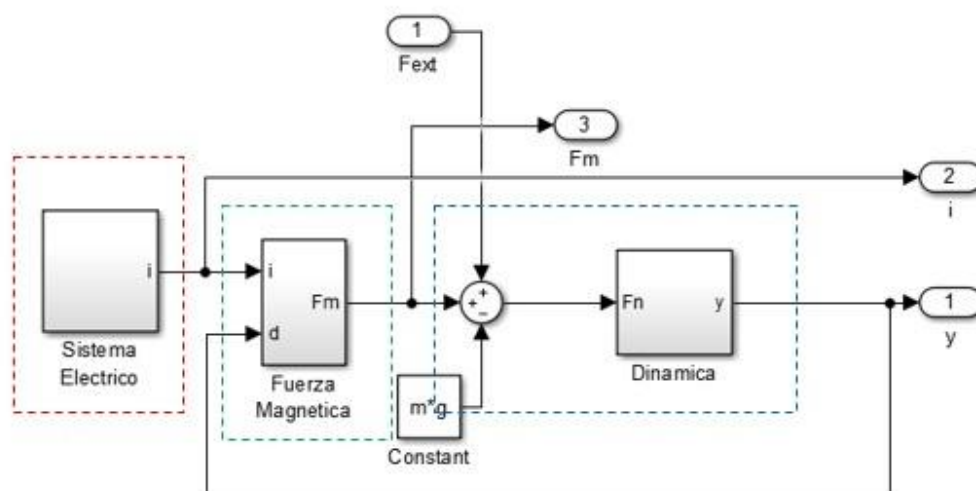 1
Fext
3
Fm
2
i
i
Sistema
Electrico
i
d
Fm
Fuerza
Magnetica
+
+
−
m*g
Constant
Fn
y
Dinamica
1
y